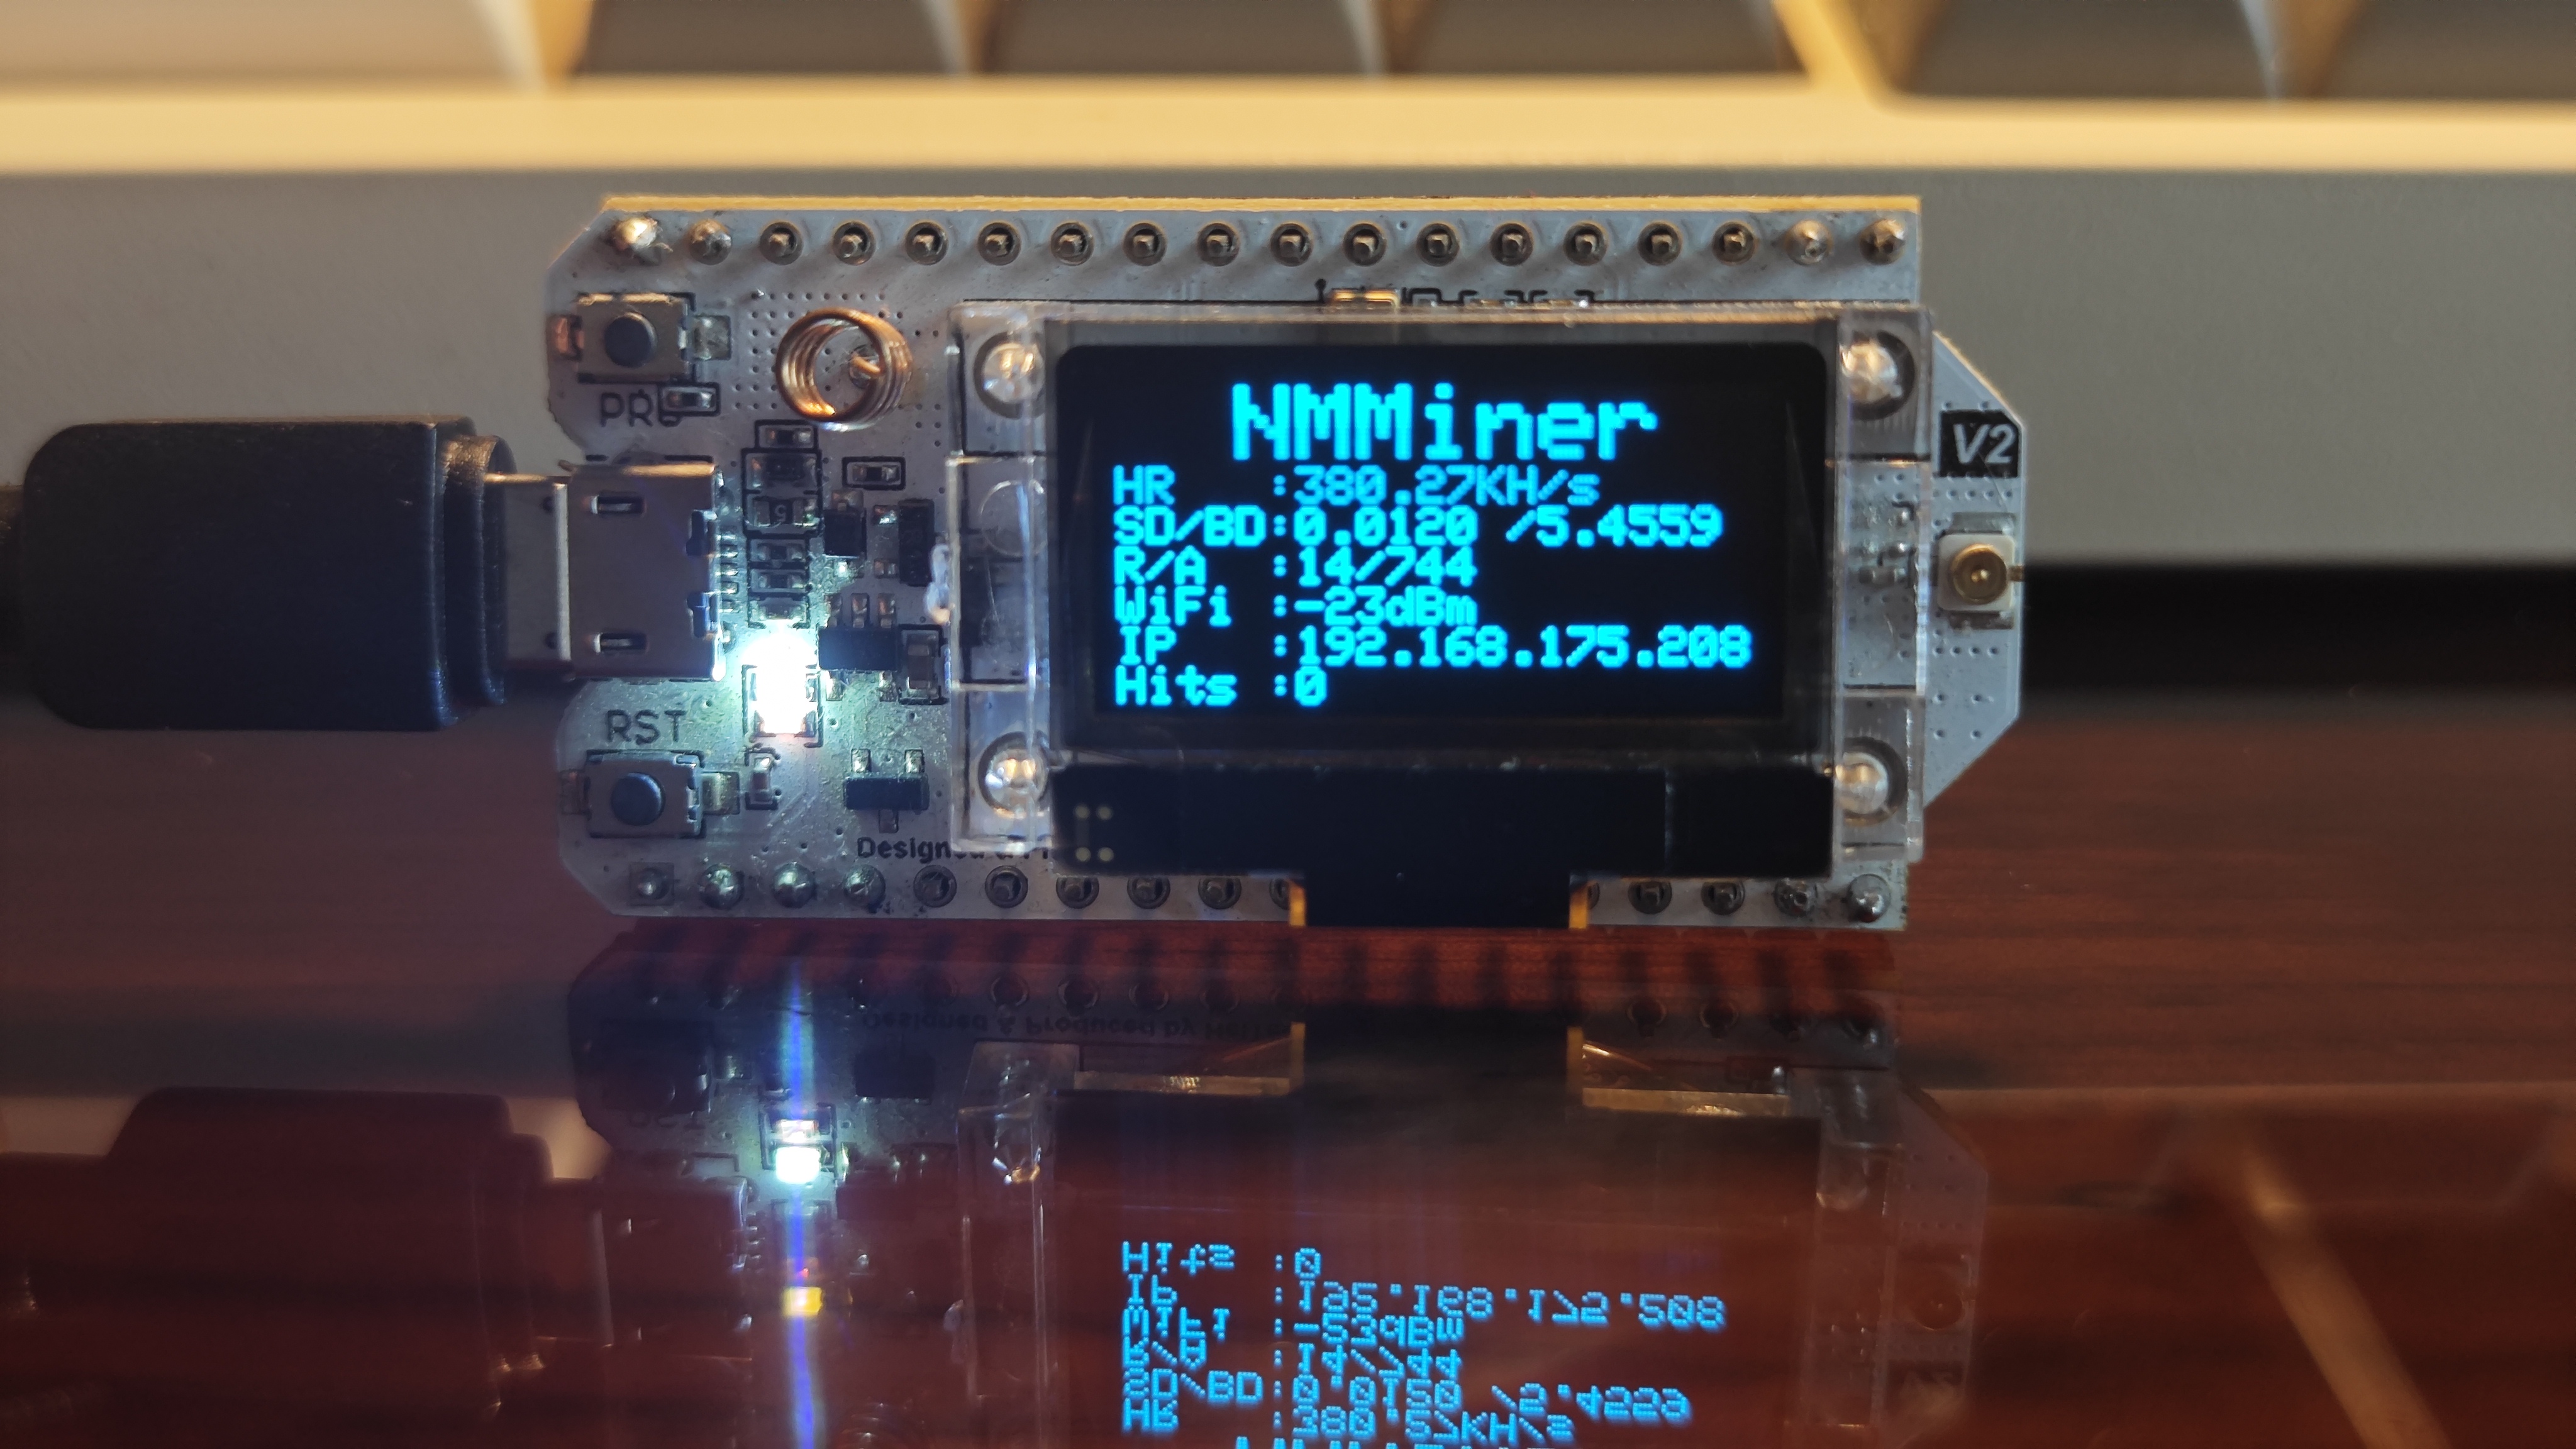 NMMiner
HR :380.27KH/s
SD/BD:0.0120 /5.4559
R/A :14/744
WiFi :-23dBm
IP :192.168.175.208
Hits :0
PRG
V2
RST
Designed &